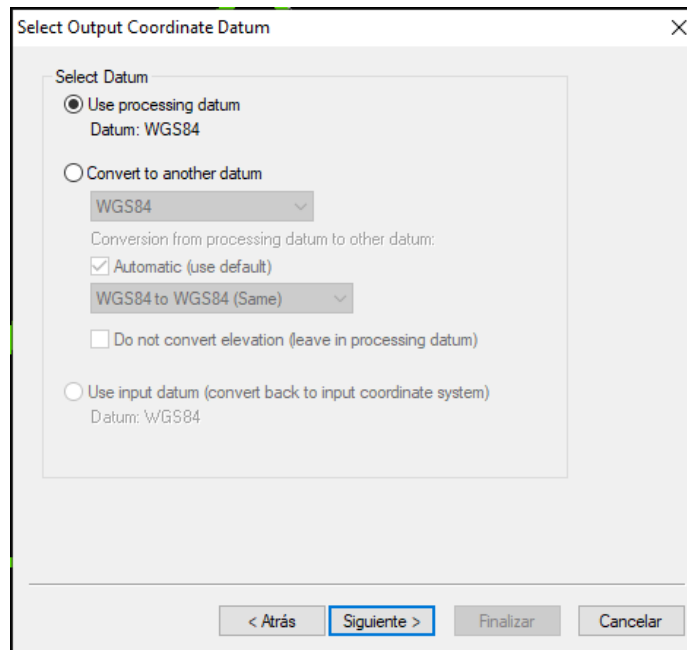 Select Output Coordinate Datum
Select Datum
Use processing datum
Datum: WGS84
Convert to another datum
WGS84
Conversion from processing datum to other datum:
Automatic (use default)
WGS84 to WGS84 (Same)
Do not convert elevation (leave in processing datum)
Use input datum (convert back to input coordinate system)
Datum: WGS84
< Atrás Siguiente > Finalizar Cancelar